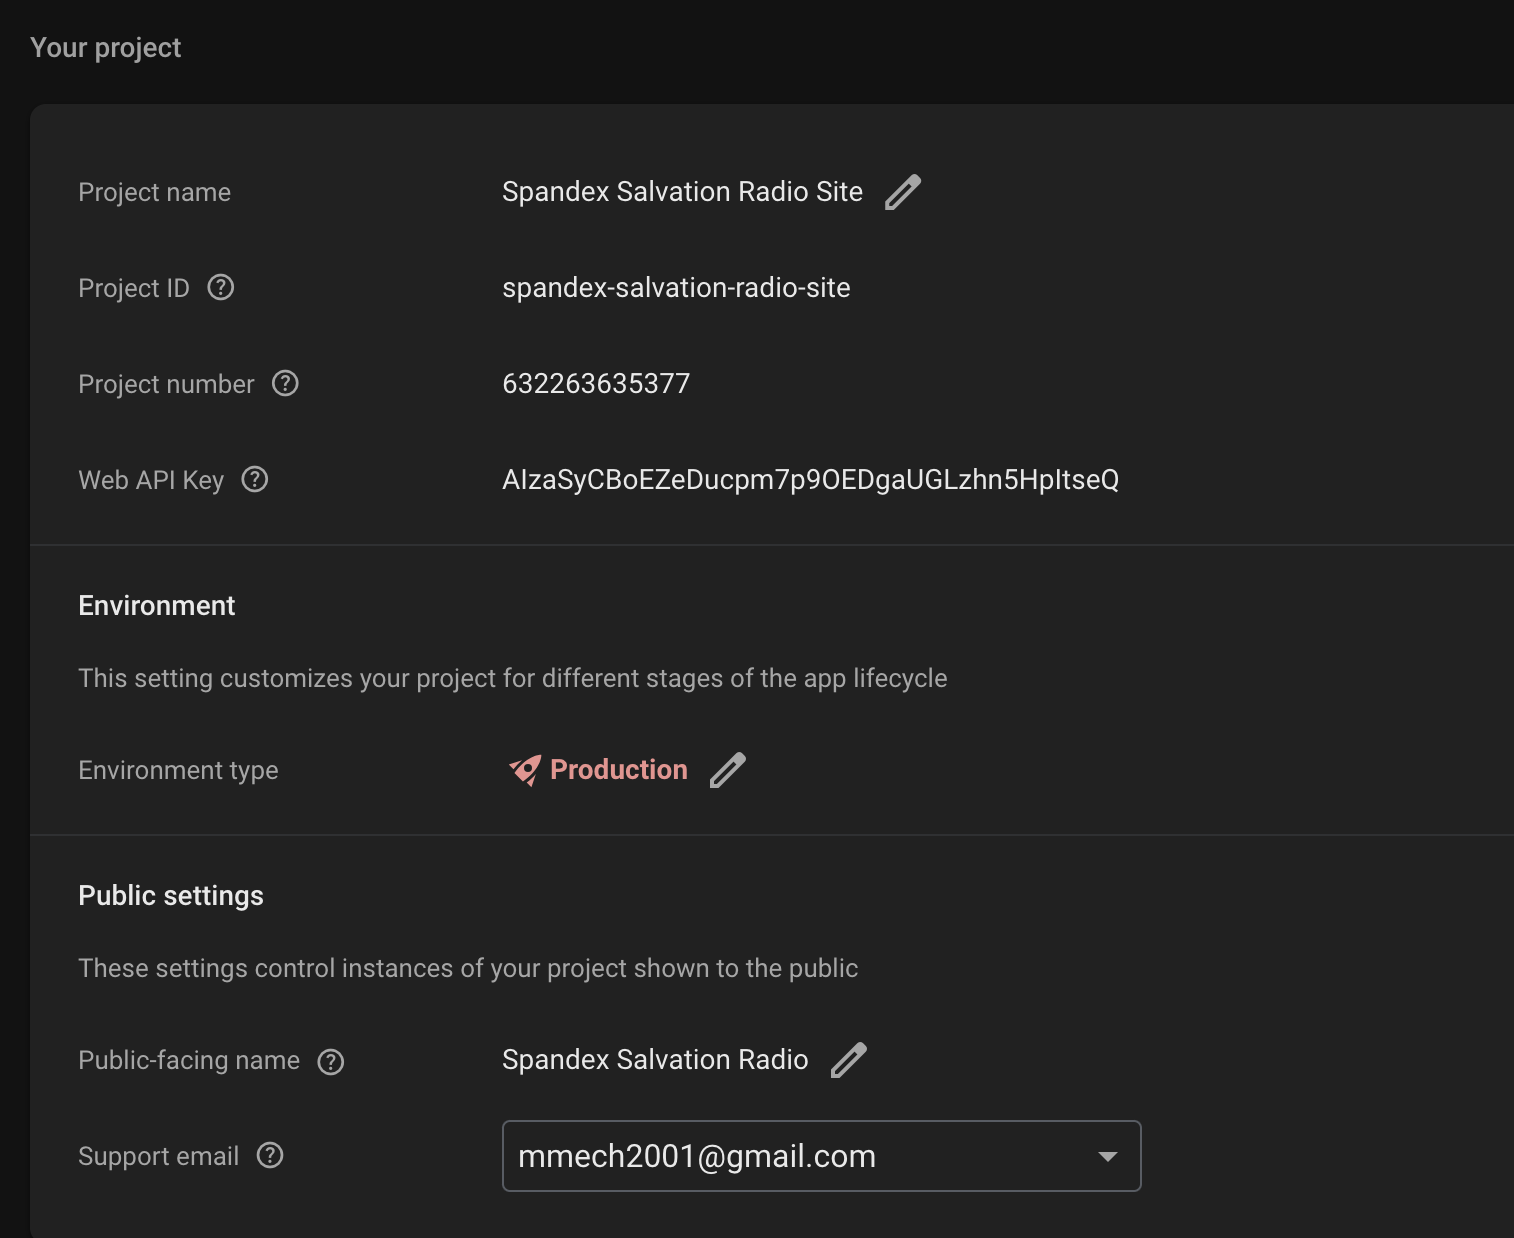 Your project
Project name
Spandex Salvation Radio Site
Project ID
spandex-salvation-radio-site
Project number
632263635377
Web API Key
AIzaSyCBoEZeDucpm7p9OEDgaUGLzhn5HpItseQ
Environment
This setting customizes your project for different stages of the app lifecycle
Environment type
Production
Public settings
These settings control instances of your project shown to the public
Public-facing name
Spandex Salvation Radio
Support email
mmech2001@gmail.com